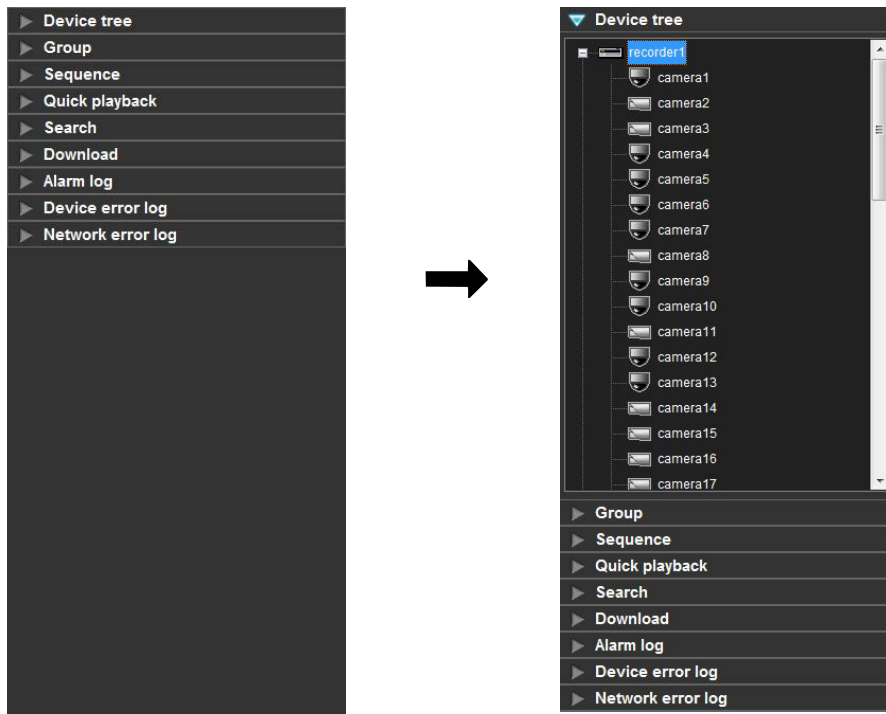 Device tree
Group
Sequence
Quick playback
Search
Download
Alarm log
Device error log
Network error log
Device tree
recorder1
camera1
camera2
camera3
camera4
camera5
camera6
camera7
camera8
camera9
camera10
camera11
camera12
camera13
camera14
camera15
camera16
camera17
Group
Sequence
Quick playback
Search
Download
Alarm log
Device error log
Network error log